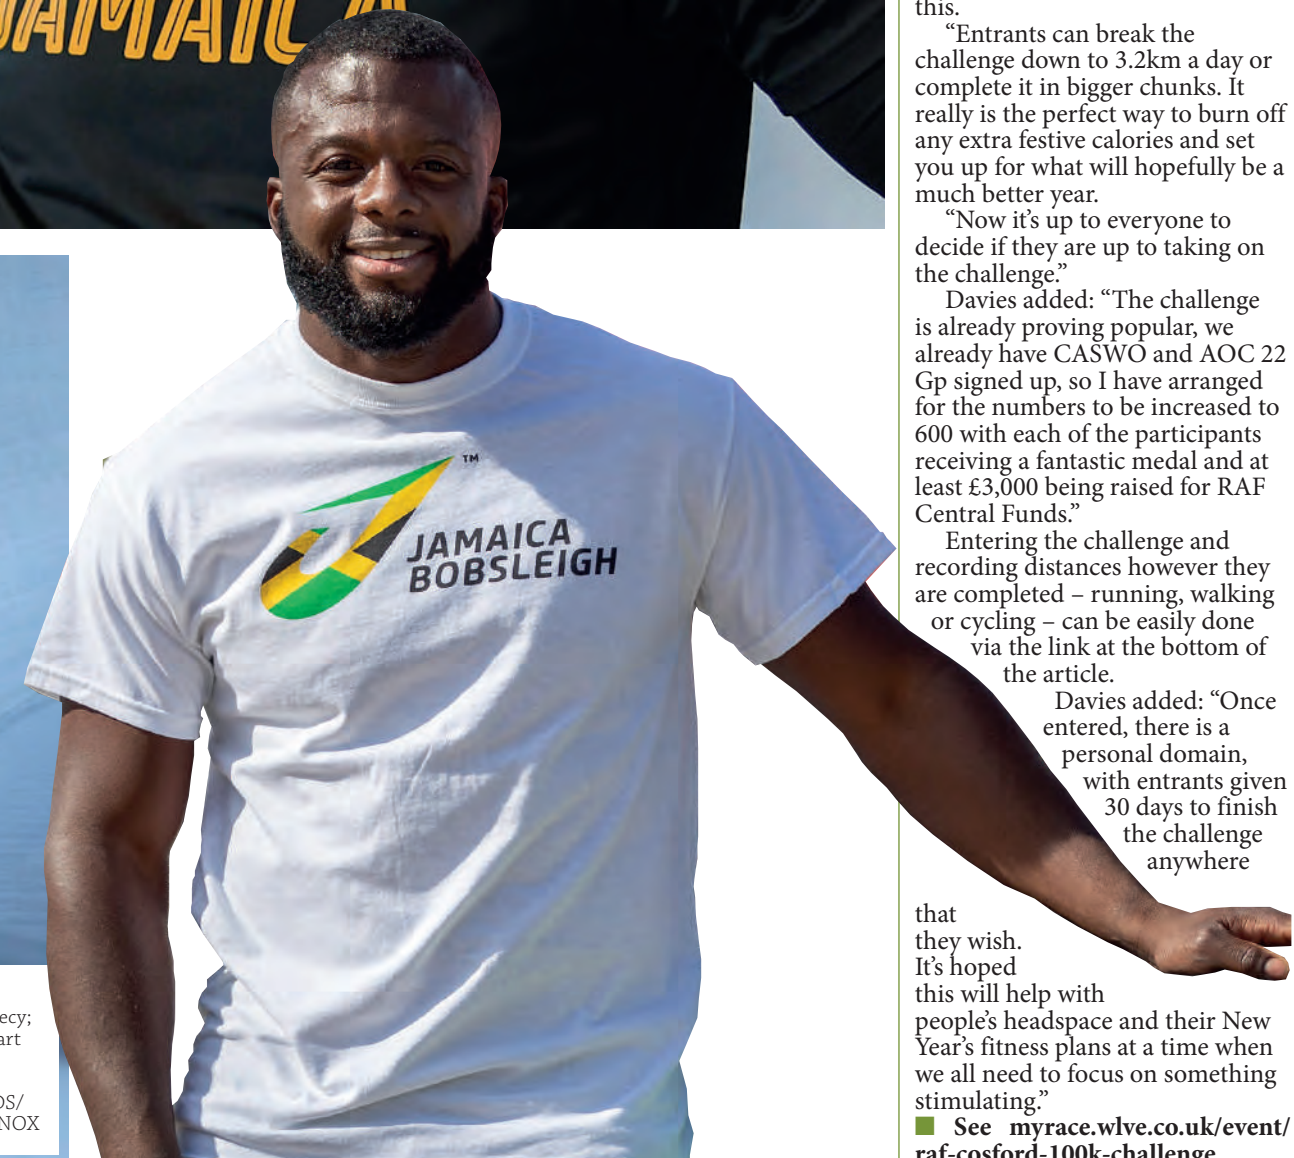 JAMAICA
TM
JAMAICA
BOBSLEIGH
ecy;
art
OS/
NOX
this.
“Entrants can break the
challenge down to 3.2km a day or
complete it in bigger chunks. It
really is the perfect way to burn off
any extra festive calories and set
you up for what will hopefully be a
much better year.
“Now it’s up to everyone to
decide if they are up to taking on
the challenge.”
Davies added: “The challenge
is already proving popular, we
already have CASWO and AOC 22
Gp signed up, so I have arranged
for the numbers to be increased to
600 with each of the participants
receiving a fantastic medal and at
least £3,000 being raised for RAF
Central Funds.”
Entering the challenge and
recording distances however they
are completed – running, walking
or cycling – can be easily done
via the link at the bottom of
the article.
Davies added: “Once
entered, there is a
personal domain,
with entrants given
30 days to finish
the challenge
anywhere
that
they wish.
It’s hoped
this will help with
people’s headspace and their New
Year’s fitness plans at a time when
we all need to focus on something
stimulating.”
■ See myrace.wlve.co.uk/event/
raf-cosford-100k-challenge